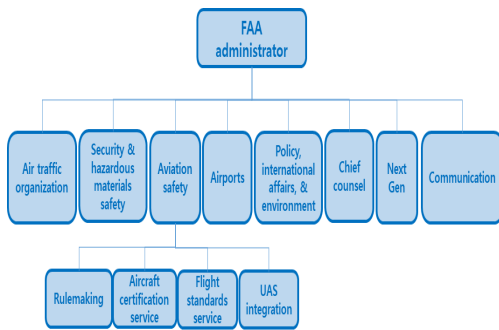 FAA
administrator
Air traffic
organization
Security &
hazardous
materials
safety
Aviation
safety
Airports
Policy,
international
affairs, &
environment
Chief
counsel
Next
Gen
Communication
Rulemaking
Aircraft
certification
service
Flight
standards
service
UAS
integration